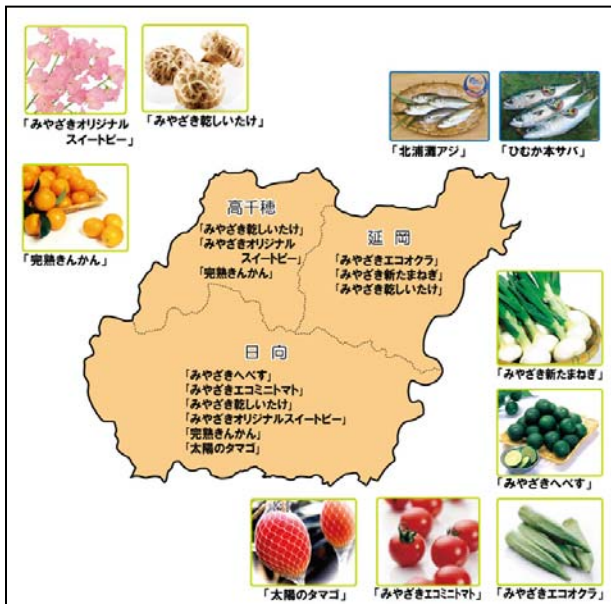 「みやざきオリジナル
スイートピー」
「みやざき乾しいたけ」
「北浦灘アジ」
「ひむか本サバ」
「完熟きんかん」
高千穂
「みやざき乾しいたけ」
「みやざきオリジナル
スイートピー」
「完熟きんかん」
延岡
「みやざきエコオクラ」
「みやざき新たまねぎ」
「みやざき乾しいたけ」
「みやざき新たまねぎ」
日向
「みやざきへべす」
「みやざきエコミニトマト」
「みやざき乾しいたけ」
「みやざきオリジナルスイートピー」
「完熟きんかん」
「太陽のタマゴ」
「みやざきへべす」
「太陽のタマゴ」
「みやざきエコミニトマト」
「みやざきエコオクラ」